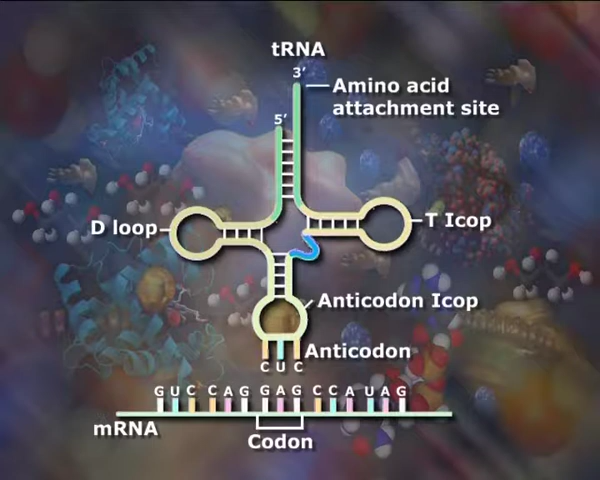 tRNA
3’
Amino acid
attachment site
5’
D loop
T Icop
Anticodon Icop
Anticodon
C U C
G U C C A G G A G C C A U A G
mRNA
Codon